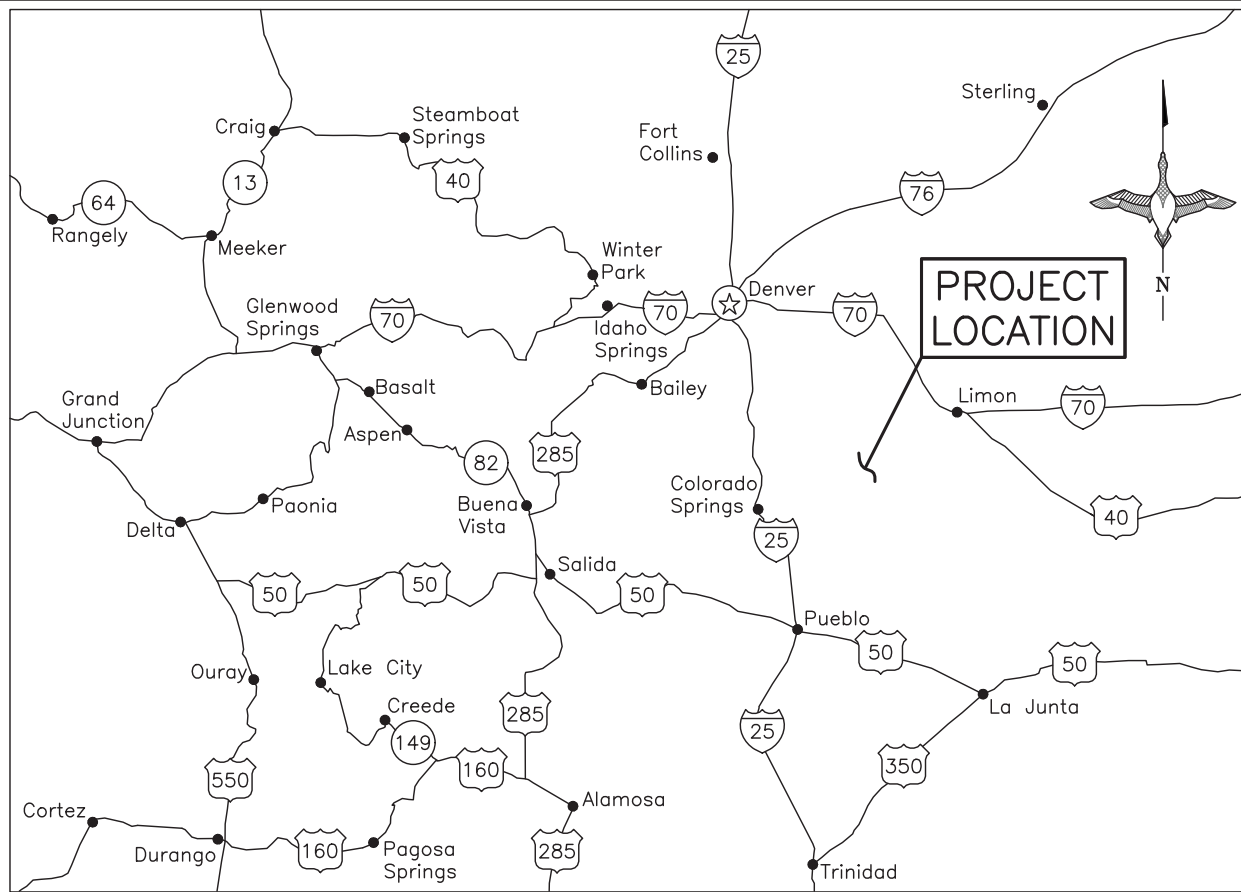 25
Sterling
Craig
Steamboat
Springs
Fort
Collins
13
40
76
64
Rangely
Meeker
Winter
Park
PROJECT
LOCATION
N
Glenwood
Springs
70
Idaho
Springs
70
Denver
70
Bailey
Basalt
Limon
70
Grand
Junction
Aspen
82
285
Colorado
Springs
Paonia
Buena
Vista
40
Delta
25
Salida
50
50
50
Pueblo
50
50
Ouray
Lake City
La Junta
Creede
285
25
149
160
350
550
Alamosa
Cortez
Durango
160
Pagosa
Springs
285
Trinidad